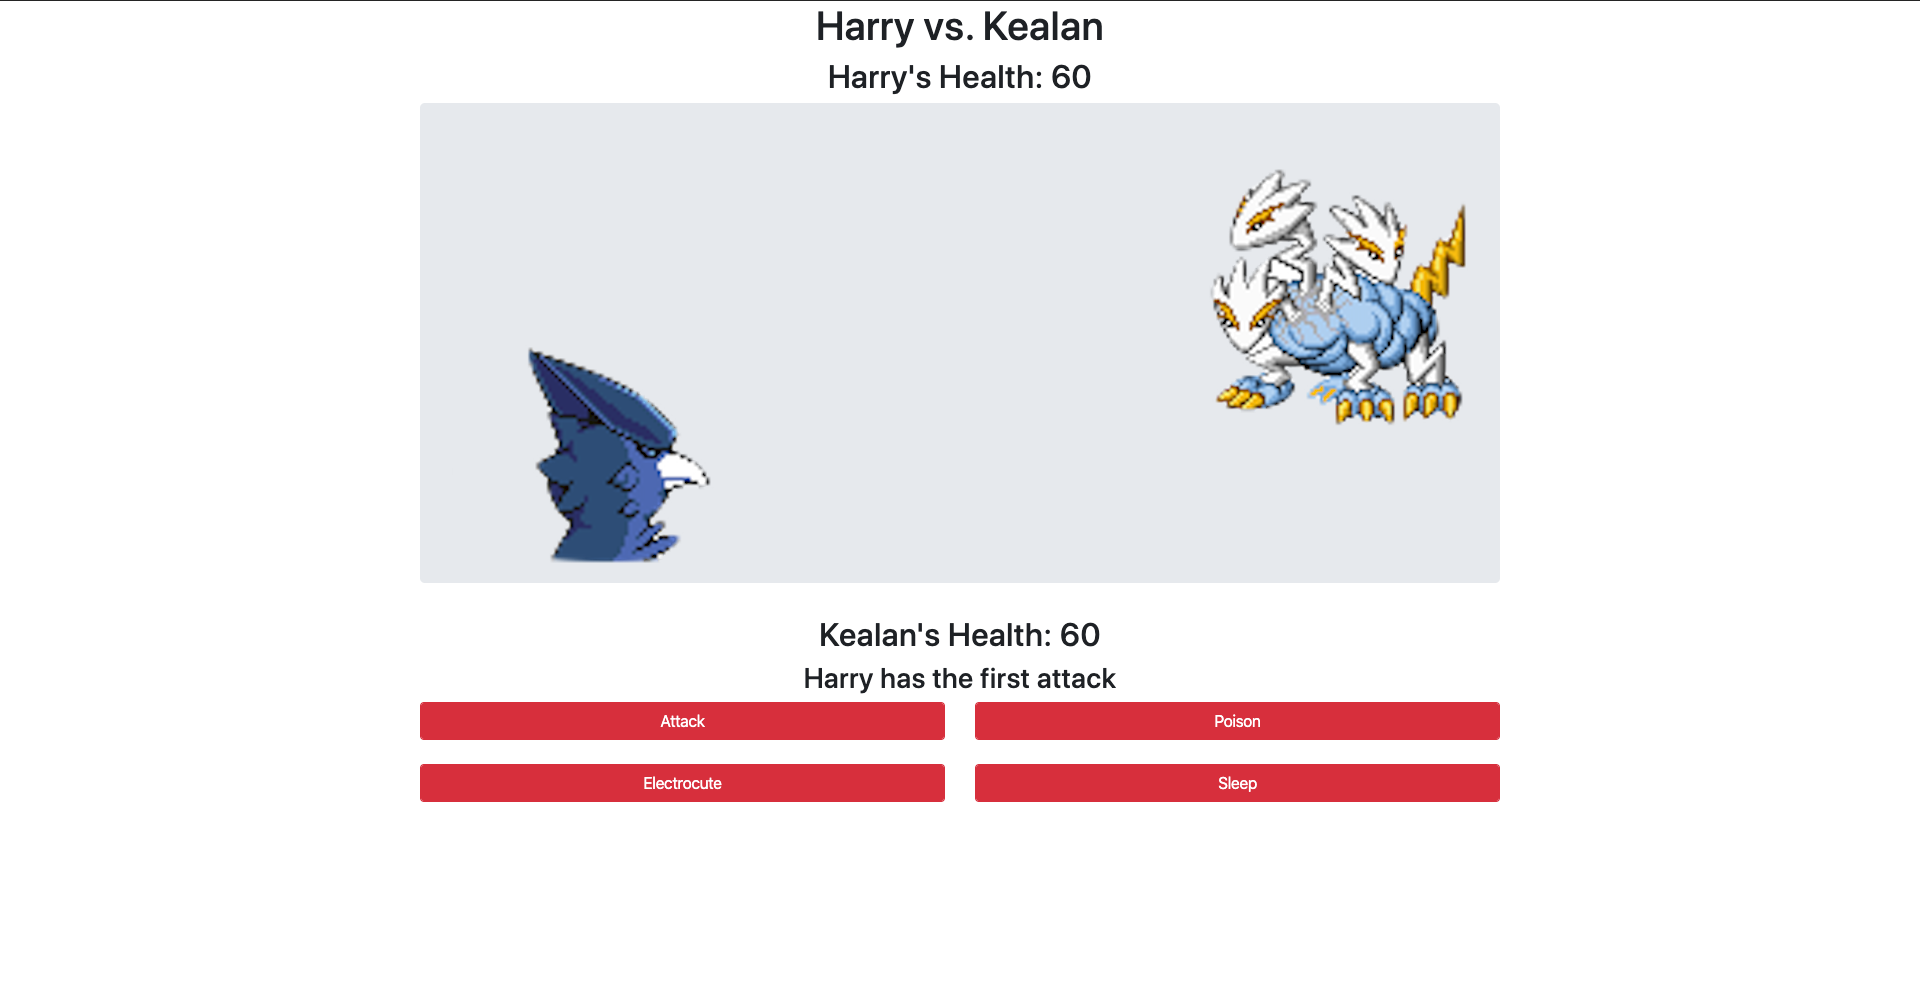 Harry vs. Kealan
Harry's Health: 60
Kealan's Health: 60
Harry has the first attack
Attack
Poison
Electrocute
Sleep